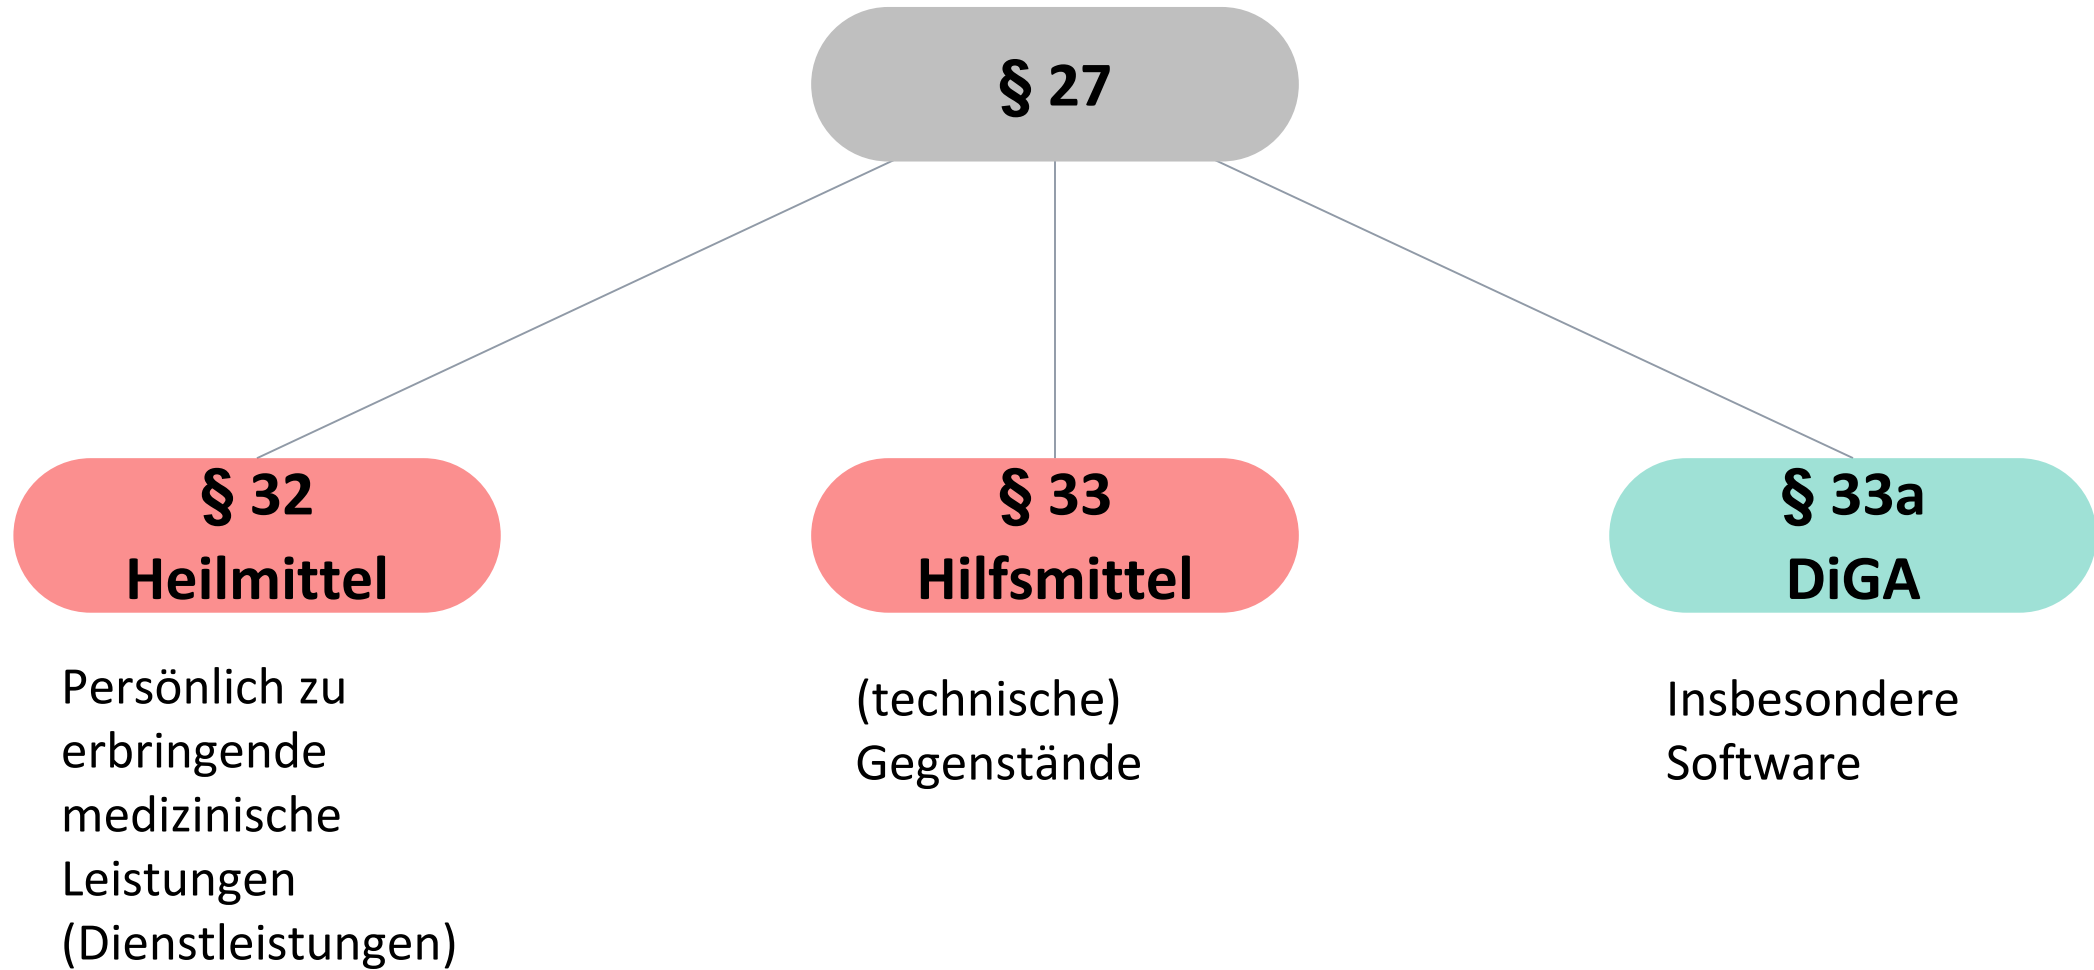 § 27
§ 32
Heilmittel
§ 33
Hilfsmittel
§ 33a
DiGA
Persönlich zu
erbringende
medizinische
Leistungen
(Dienstleistungen)
(technische)
Gegenstände
Insbesondere
Software